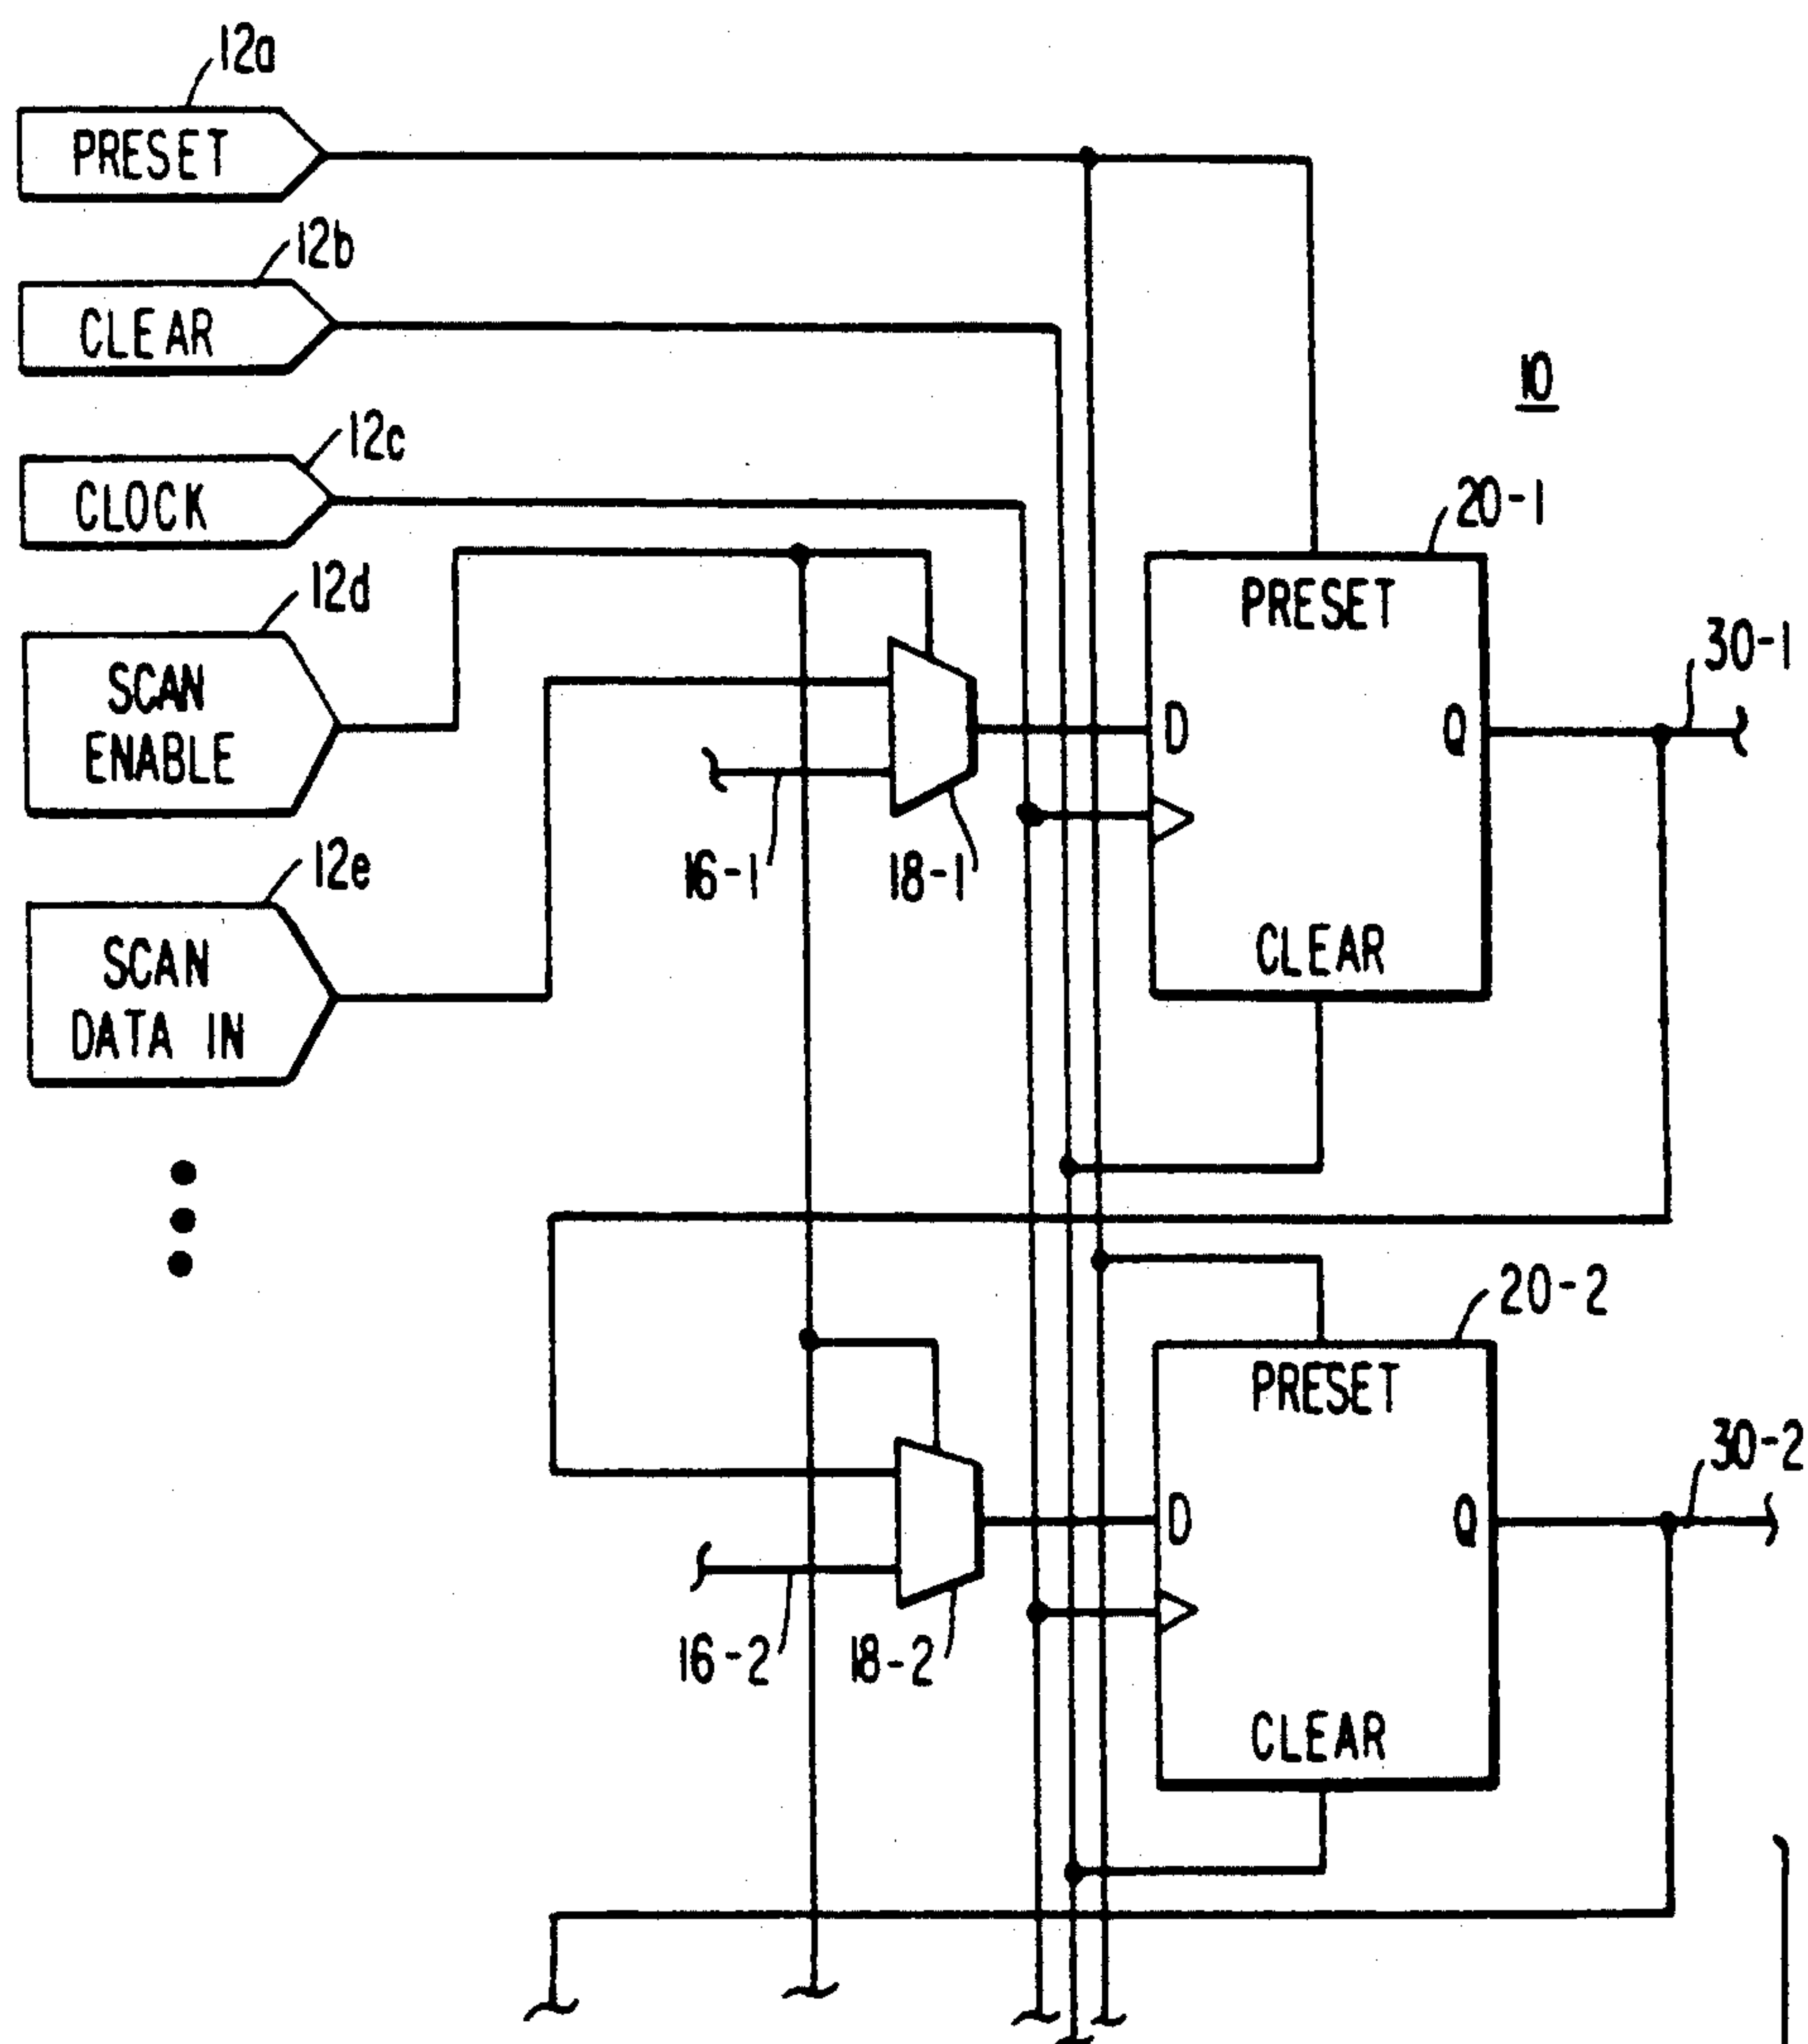 12a
PRESET
12b
CLEAR
10
12c
CLOCK
20-1
12d
PRESET
SCAN
ENABLE
30-1
D
Q
16-1
18-1
12e
CLEAR
SCAN
DATA IN
20-2
PRESET
30-2
D
Q
16-2
18-2
CLEAR